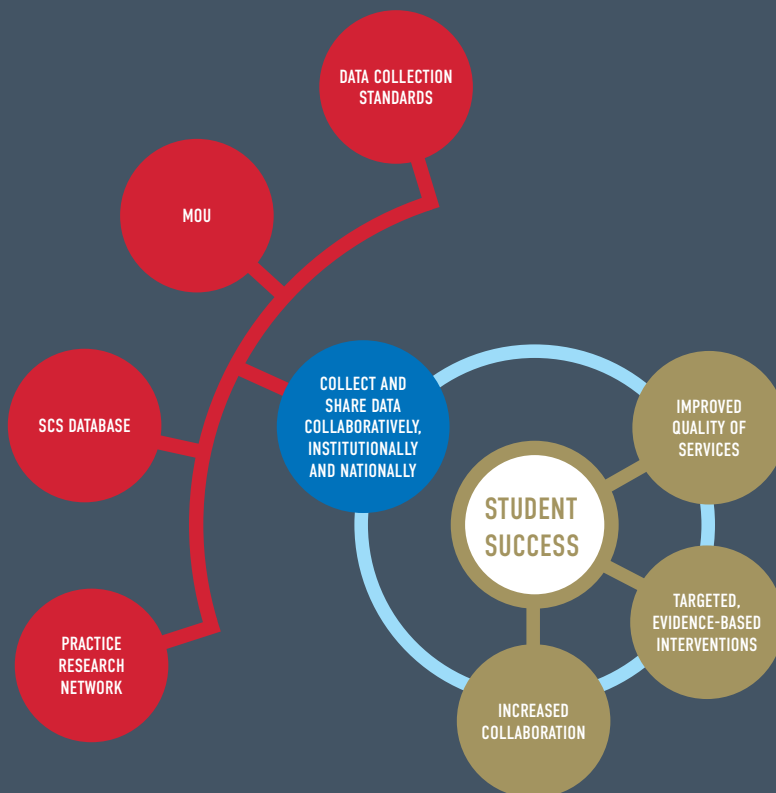 DATA COLLECTION
STANDARDS
MOU
SCS DATABASE
PRACTICE
RESEARCH
NETWORK
COLLECT AND
SHARE DATA
COLLABORATIVELY,
INSTITUTIONALLY
AND NATIONALLY
STUDENT
SUCCESS
IMPROVED
QUALITY OF
SERVICES
TARGETED,
EVIDENCE-BASED
INTERVENTIONS
INCREASED
COLLABORATION